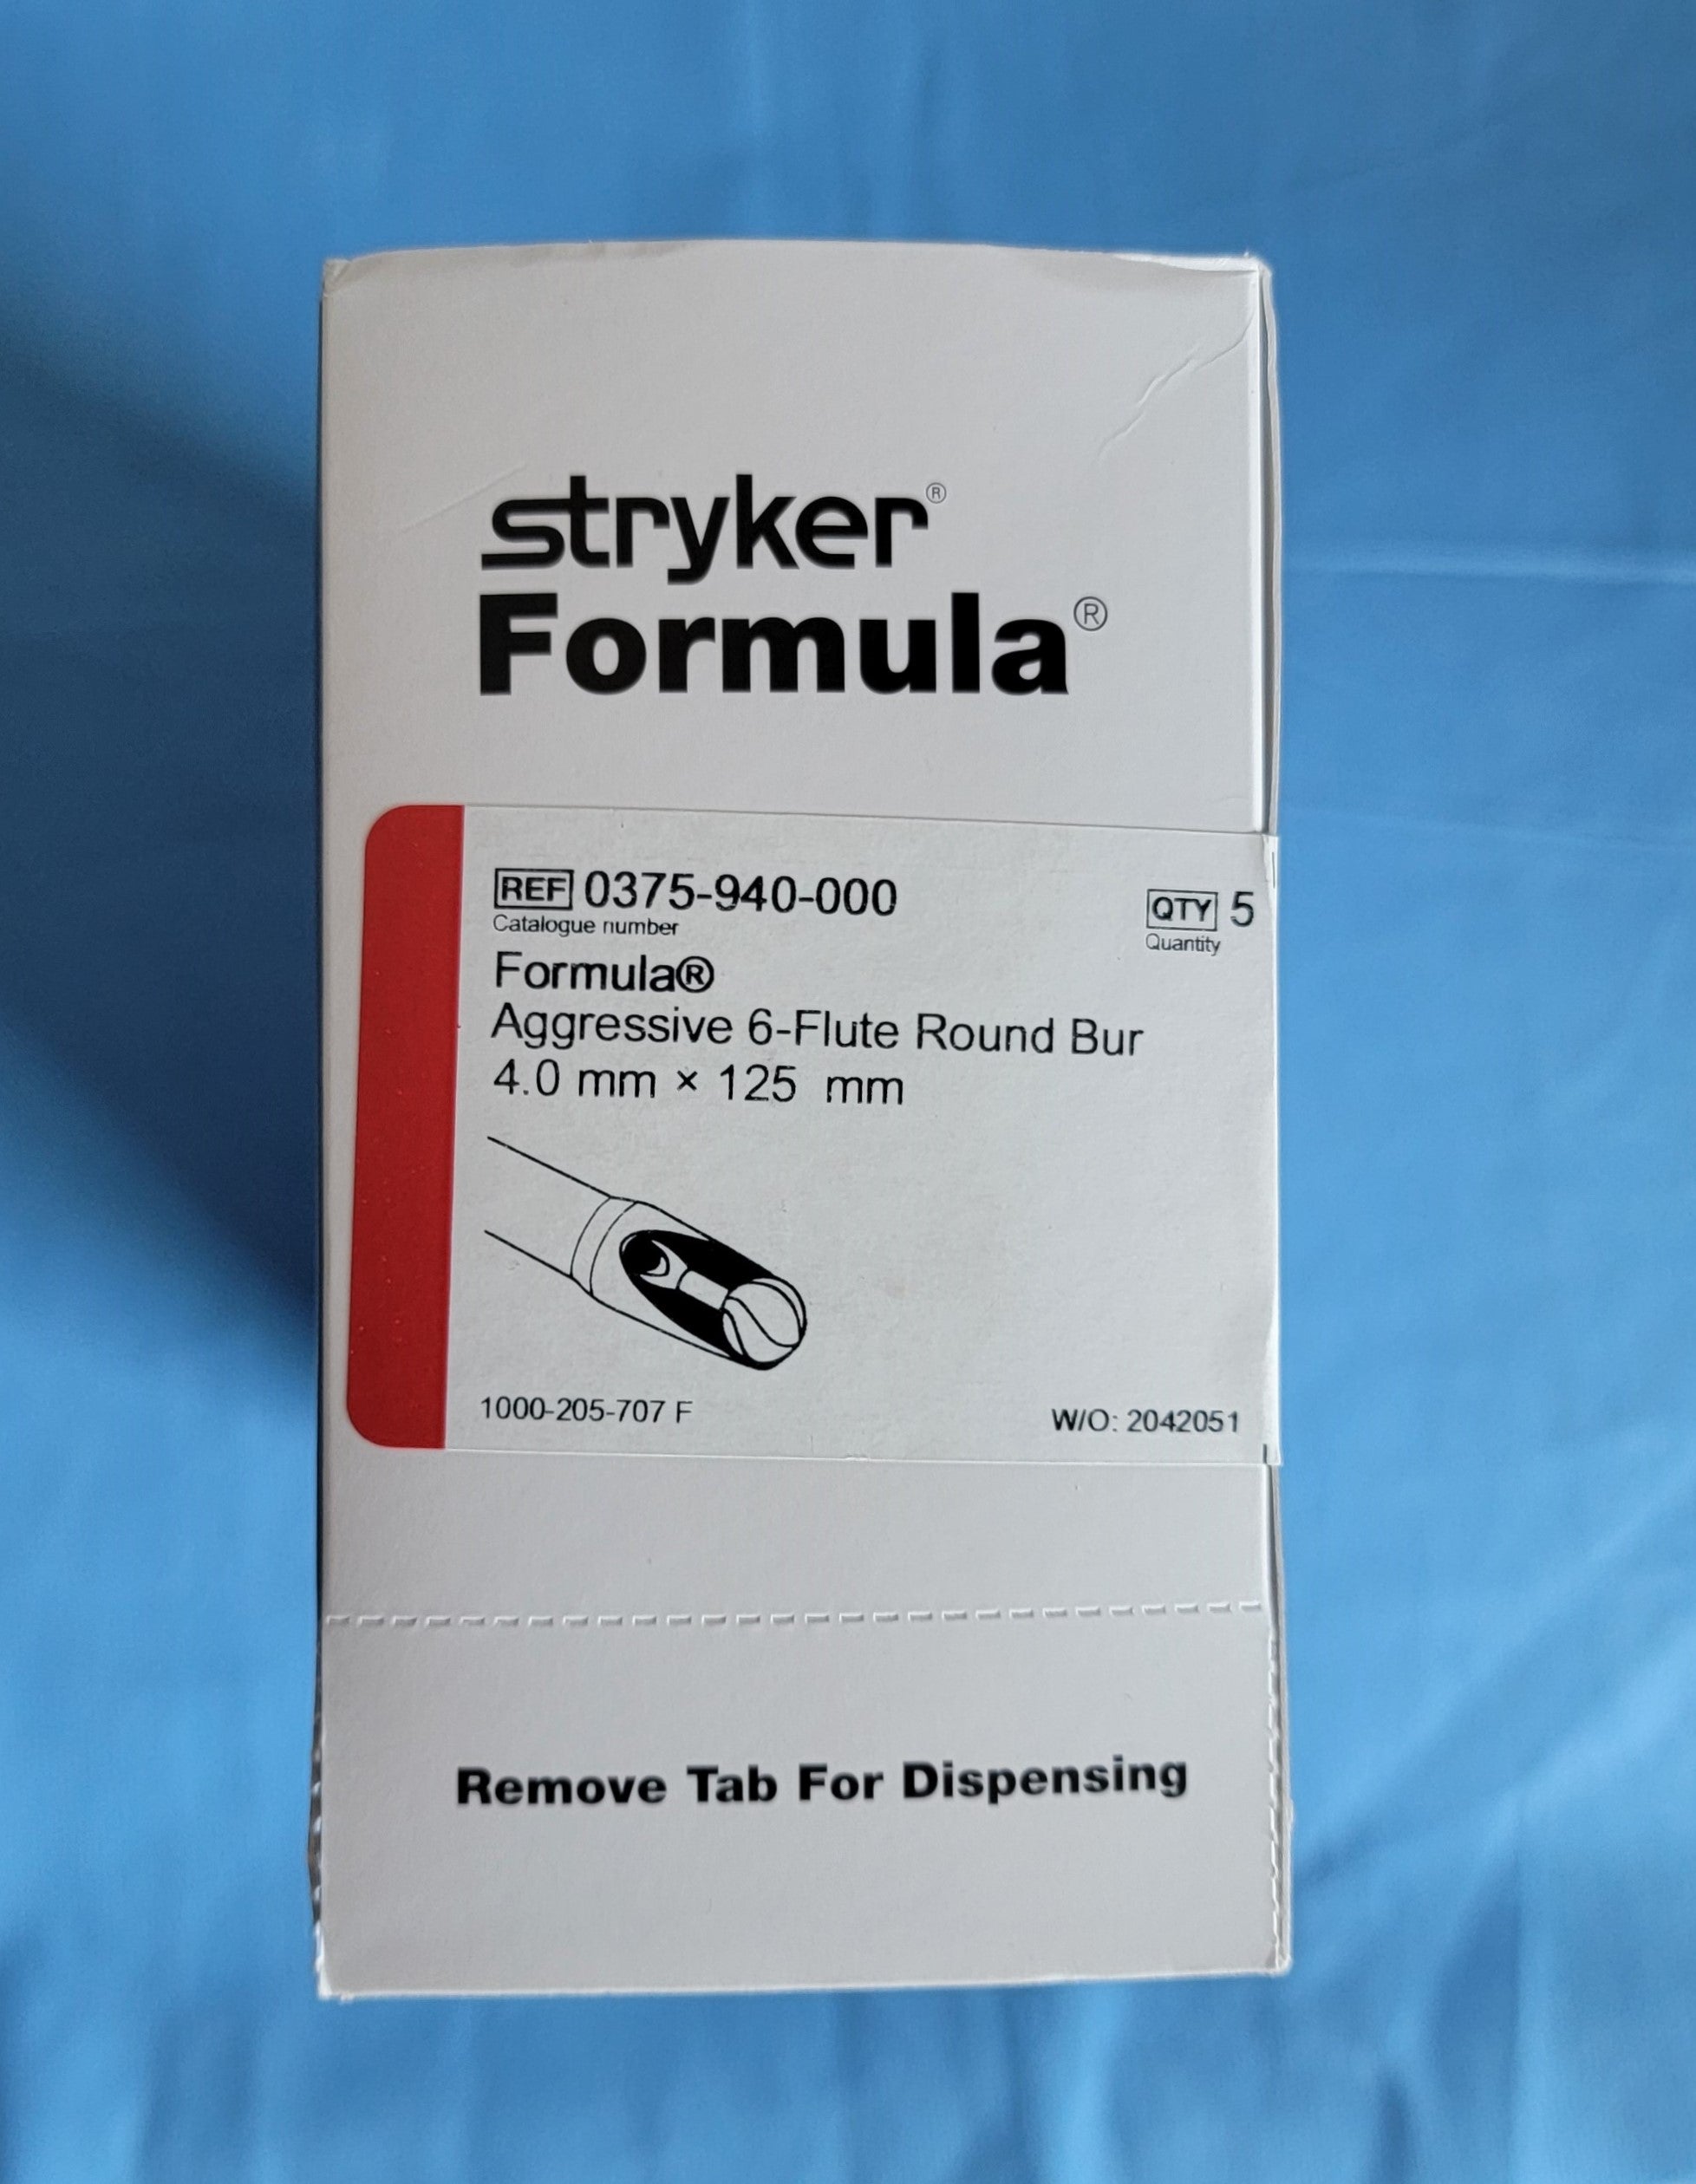 stryker®
Formula®
REF 0375-940-000
Catalogue number
QTY 5
Quantity
Formula®
Aggressive 6-Flute Round Bur
4.0 mm × 125 mm
1000-205-707 F
W/O: 2042051
Remove Tab For Dispensing